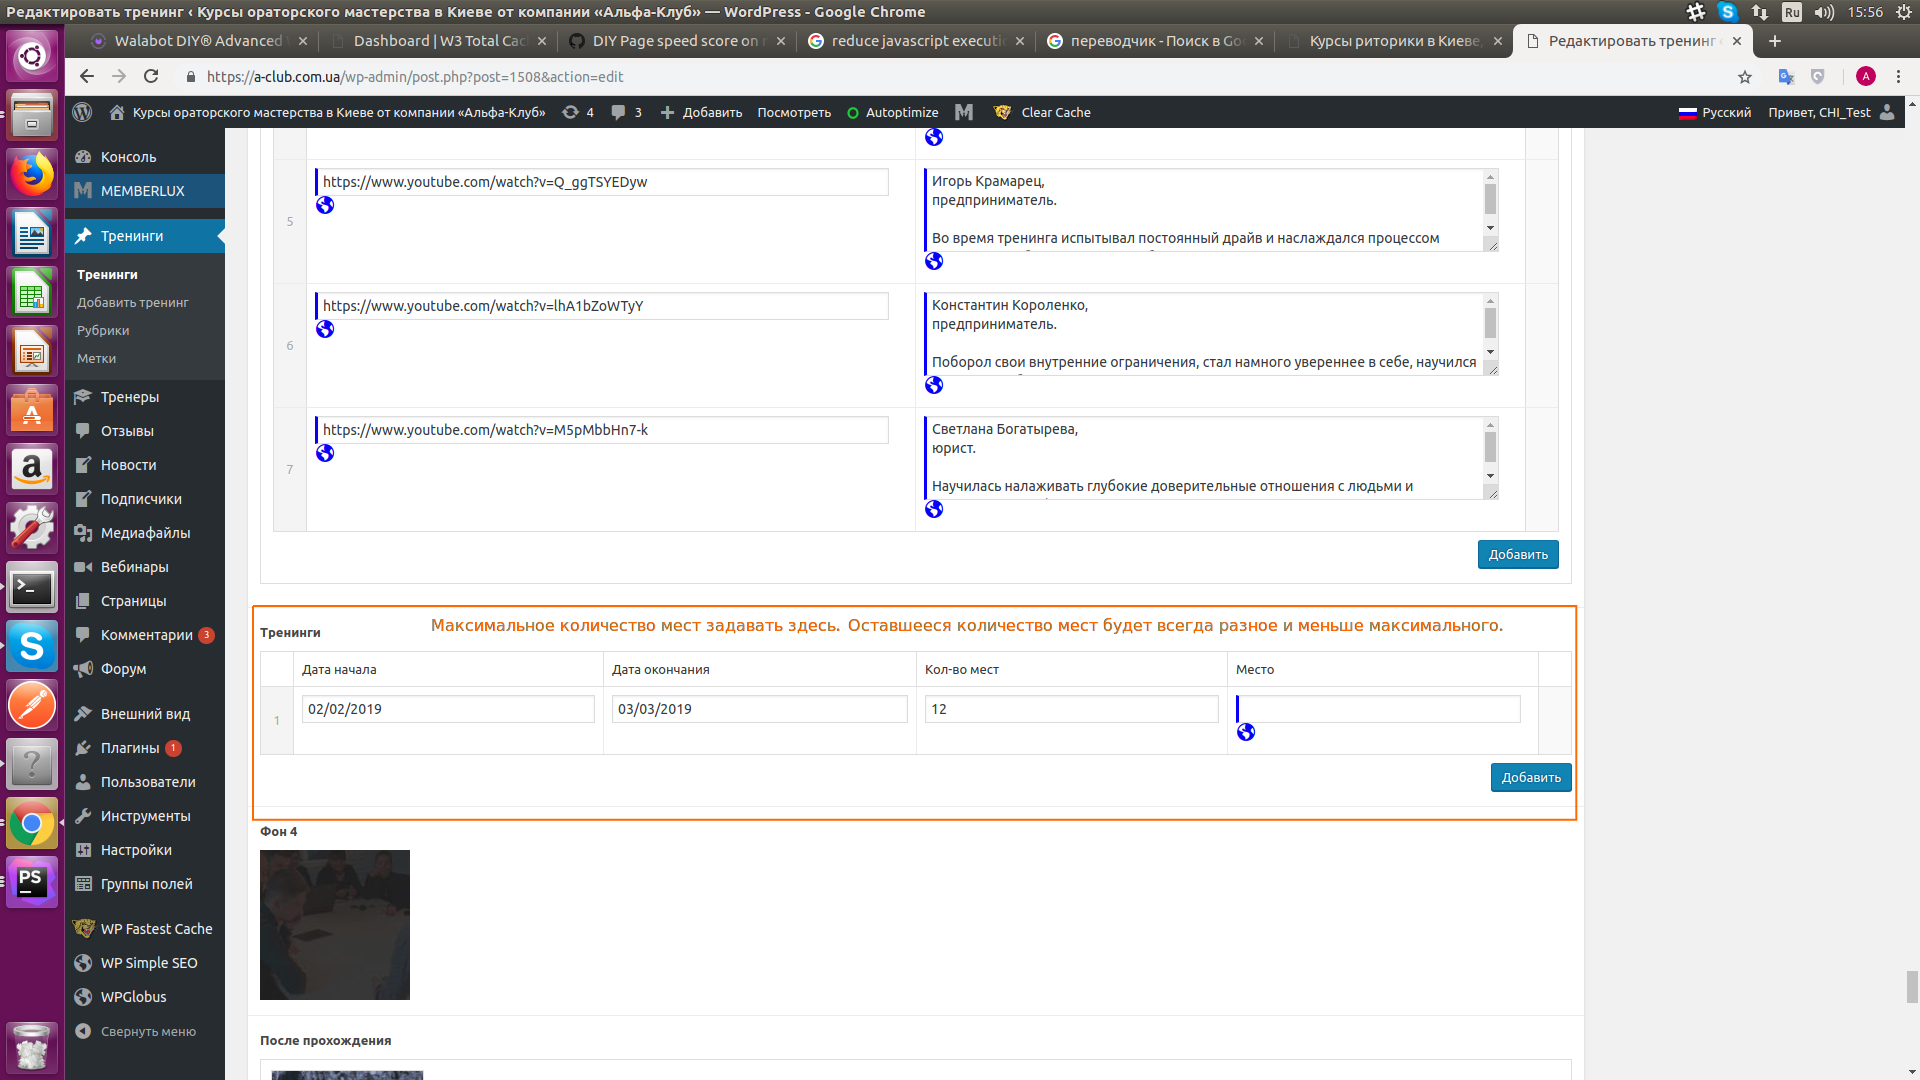 Редактировать тренинг ‹ Курсы ораторского мастерства в Киеве от компании «Альфа-Клуб» — WordPress - Google Chrome
Ru
15:56
Walabot DIY® Advanced
Dashboard | W3 Total Cac
DIY Page speed score on
reduce javascript executi
переводчик - Поиск в Go
Курсы риторики в Киеве,
Редактировать тренинг
https://a-club.com.ua/wp-admin/post.php?post=1508&action=edit
A
Курсы ораторского мастерства в Киеве от компании «Альфа-Клуб»
4
3
Добавить
Посмотреть
Autoptimize
Clear Cache
Русский
Привет, CHI_Test
Консоль
MEMBERLUX
Тренинги
Тренинги
Добавить тренинг
Рубрики
Метки
Тренеры
Отзывы
Новости
Подписчики
Медиафайлы
Вебинары
Страницы
Комментарии 3
Форум
Внешний вид
Плагины 1
Пользователи
Инструменты
Настройки
Группы полей
WP Fastest Cache
WP Simple SEO
WPGlobus
Свернуть меню
5
https://www.youtube.com/watch?v=Q_ggTSYEDyw
Игорь Крамарец,
предприниматель.
Во время тренинга испытывал постоянный драйв и наслаждался процессом
6
https://www.youtube.com/watch?v=lhA1bZoWTyY
Константин Короленко,
предприниматель.
Поборол свои внутренние ограничения, стал намного увереннее в себе, научился
7
https://www.youtube.com/watch?v=M5pMbbHn7-k
Светлана Богатырева,
юрист.
Научилась налаживать глубокие доверительные отношения с людьми и
Добавить
Тренинги
Максимальное количество мест задавать здесь. Оставшееся количество мест будет всегда разное и меньше максимального.
Дата начала
Дата окончания
Кол-во мест
Место
1
02/02/2019
03/03/2019
12
Добавить
Фон 4
После прохождения
PS